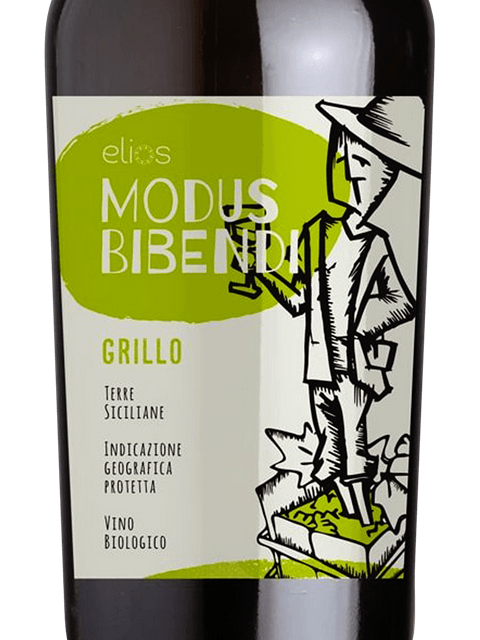 elios
MODUS
BIBENDI
GRILLO
TERRE
SICILIANE
INDICAZIONE
GEOGRAFICA
PROTETTA
VINO
BIOLOGICO